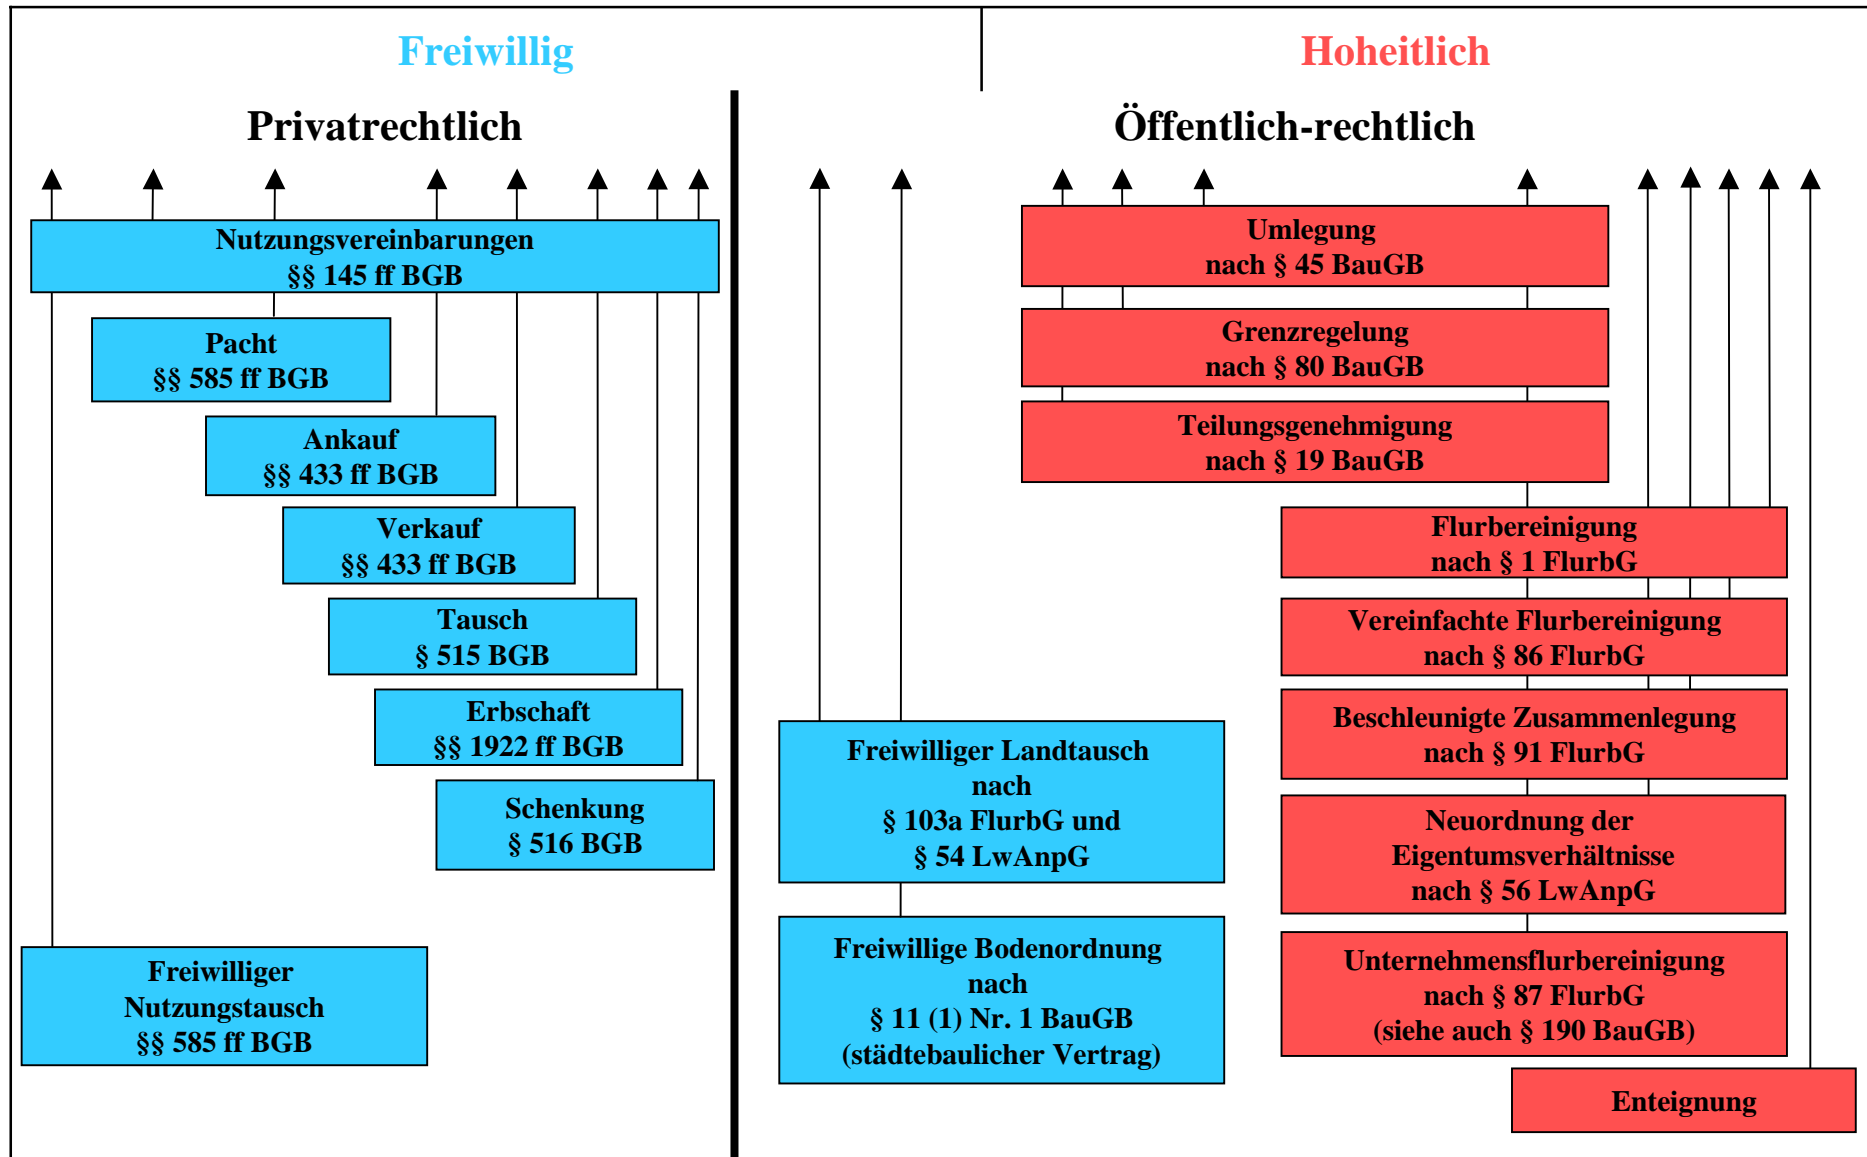 Freiwillig
Hoheitlich
Privatrechtlich
Öffentlich-rechtlich
Nutzungsvereinbarungen
§§ 145 ff BGB
Pacht
§§ 585 ff BGB
Ankauf
§§ 433 ff BGB
Verkauf
§§ 433 ff BGB
Tausch
§ 515 BGB
Erbschaft
§§ 1922 ff BGB
Schenkung
§ 516 BGB
Freiwilliger
Nutzungstausch
§§ 585 ff BGB
Freiwilliger Landtausch
nach
§ 103a FlurbG und
§ 54 LwAnpG
Freiwillige Bodenordnung
nach
§ 11 (1) Nr. 1 BauGB
(städtebaulicher Vertrag)
Umlegung
nach § 45 BauGB
Grenzregelung
nach § 80 BauGB
Teilungsgenehmigung
nach § 19 BauGB
Flurbereinigung
nach § 1 FlurbG
Vereinfachte Flurbereinigung
nach § 86 FlurbG
Beschleunigte Zusammenlegung
nach § 91 FlurbG
Neuordnung der
Eigentumsverhältnisse
nach § 56 LwAnpG
Unternehmensflurbereinigung
nach § 87 FlurbG
(siehe auch § 190 BauGB)
Enteignung